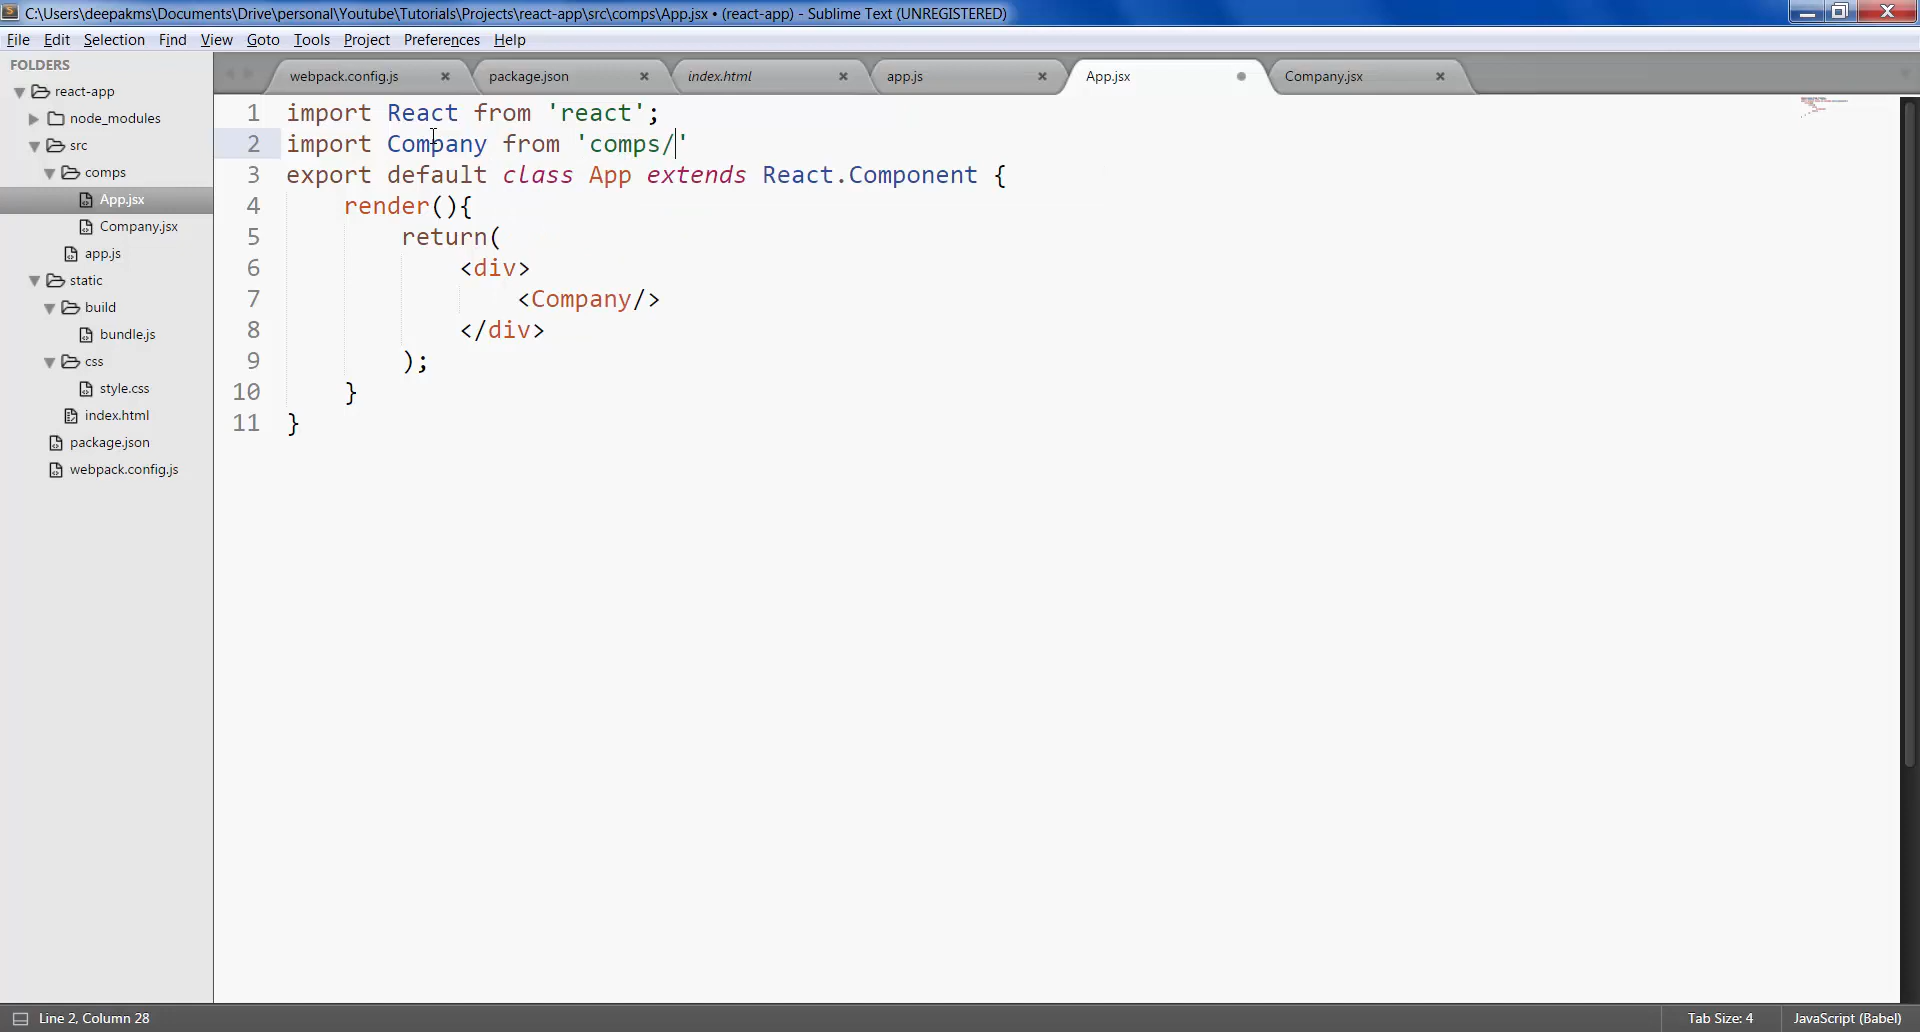 C:\Users\deepakms\Documents\Drive\personal\Youtube\Tutorials\Projects\react-app\src\comps\App.jsx • (react-app) - Sublime Text (UNREGISTERED)
File Edit Selection Find View Goto Tools Project Preferences Help
FOLDERS
react-app
node_modules
src
comps
App.jsx
Company.jsx
app.js
static
build
bundle.js
css
style.css
index.html
package.json
webpack.config.js
webpack.config.js package.json index.html app.js App.jsx Company.jsx
1 import React from 'react';
2 import Company from 'comps/'
3 export default class App extends React.Component {
4 render(){
5 return(
6 <div>
7 <Company/>
8 </div>
9 );
10 }
11 }
Line 2, Column 28
Tab Size: 4
JavaScript (Babel)